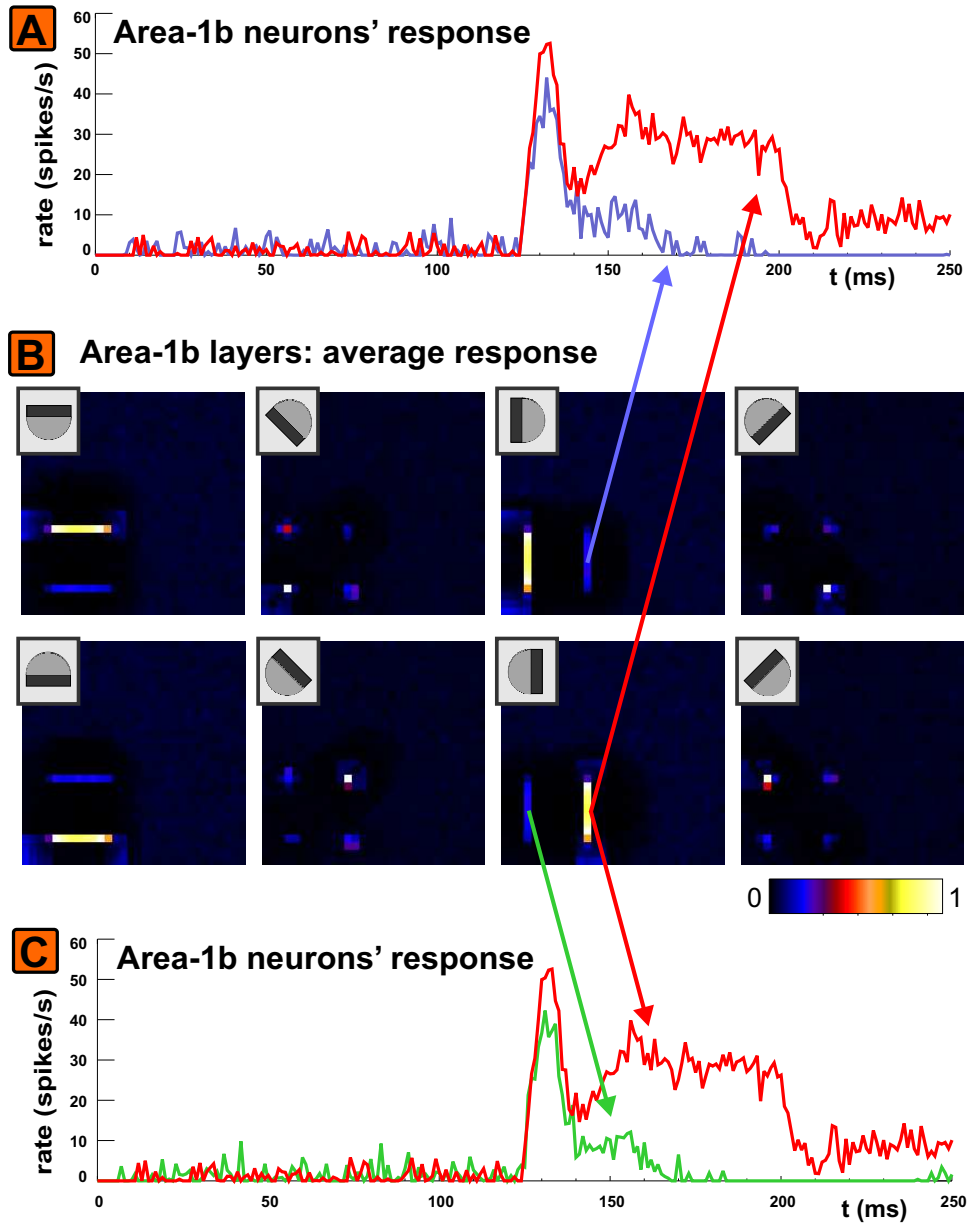 A Area-1b neurons’ response
rate (spikes/s)
60
50
40
30
20
10
0
0 50 100 150 200 250
t (ms)
B Area-1b layers: average response
0 1
C Area-1b neurons’ response
rate (spikes/s)
60
50
40
30
20
10
0
0 50 100 150 200 250
t (ms)